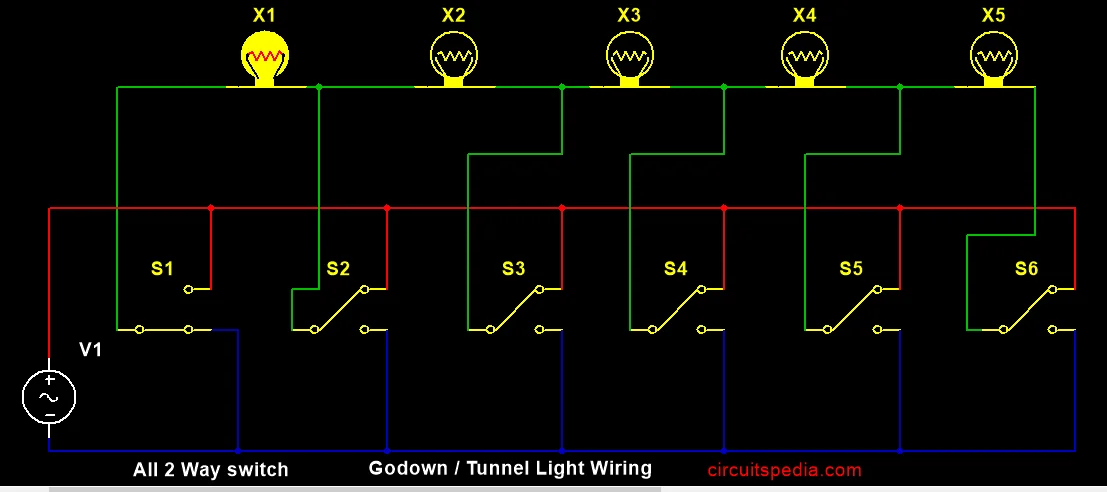 X1 X2 X3 X4 X5
S1 S2 S3 S4 S5 S6
V1
All 2 Way switch
Godown / Tunnel Light Wiring
circuitspedia.com